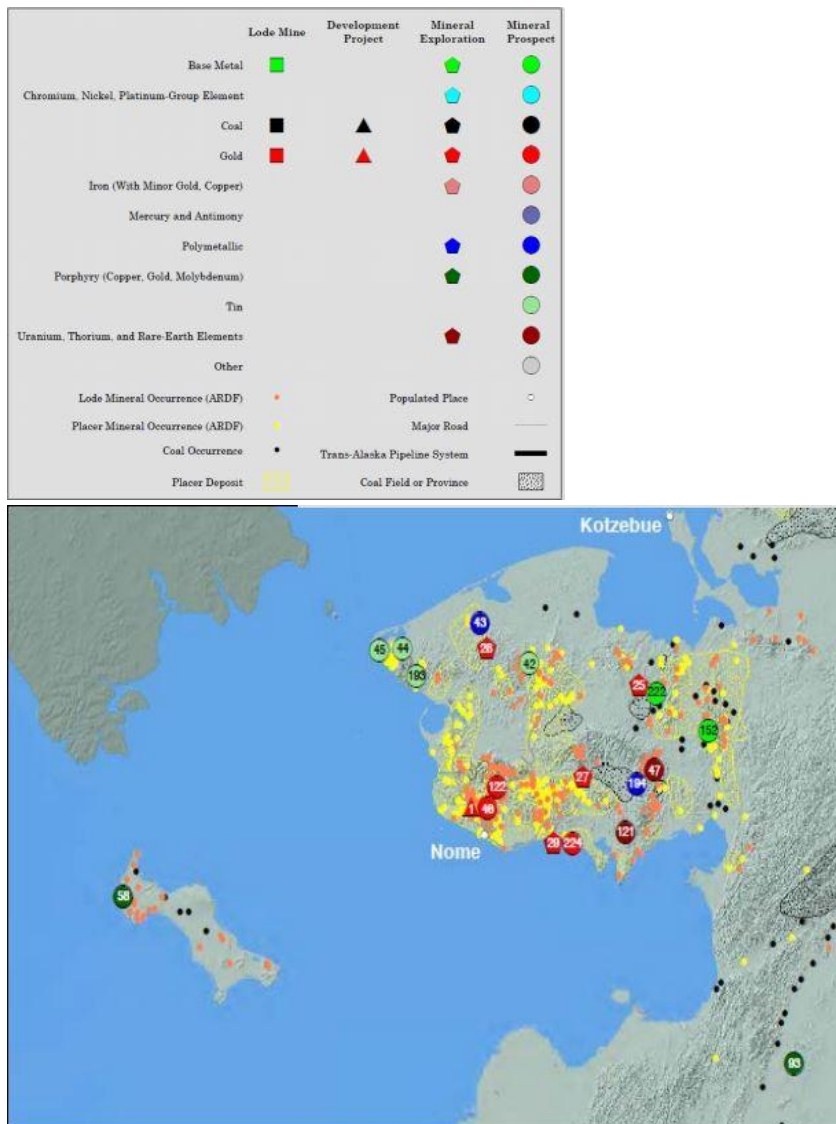 Lode Mine Development Project Mineral Exploration Mineral Prospect
Base Metal
Chromium, Nickel, Platinum-Group Element
Coal
Gold
Iron (With Minor Gold, Copper)
Mercury and Antimony
Polymetallic
Porphyry (Copper, Gold, Molybdenum)
Tin
Uranium, Thorium, and Rare-Earth Elements
Other
Lode Mineral Occurrence (ARDF) Populated Place
Placer Mineral Occurrence (ARDF) Major Road
Coal Occurrence Trans-Alaska Pipeline System
Placer Deposit Coal Field or Province
Kotzebue
43
45 44 26
193 42
25 222
152
47
27 194
122
1 46
121
Nome 29 224
58
93